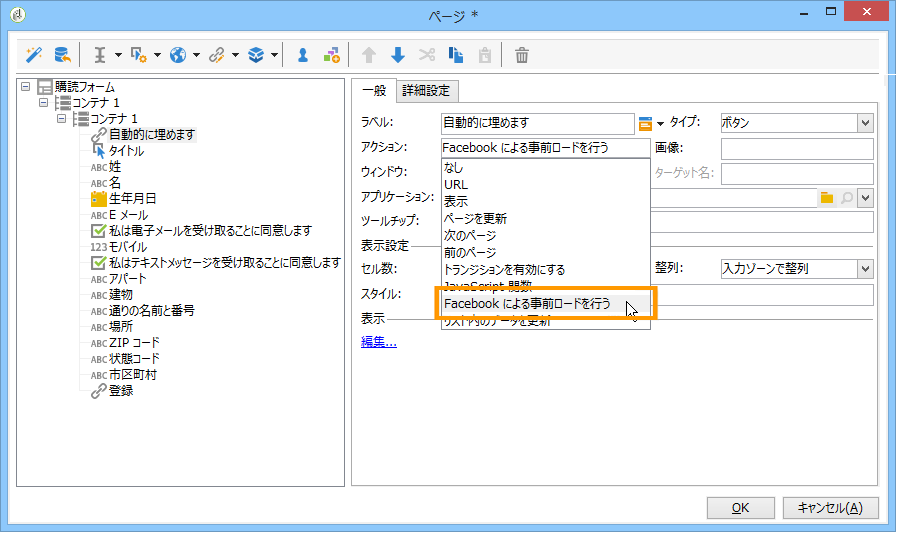 ページ *
購読フォーム
コンテナ 1
コンテナ 1
自動的に埋めます
タイトル
ABC 姓
ABC 名
生年月日
ABC E メール
私は電子メールを受け取ることに同意します
123 モバイル
私はテキストメッセージを受け取ることに同意します
ABC アパート
ABC 建物
ABC 通りの名前と番号
ABC 場所
ABC ZIP コード
ABC 状態コード
ABC 市区町村
登録
一般 詳細設定
ラベル: 自動的に埋めます タイプ: ボタン
アクション: Facebook による事前ロードを行う 画像:
ウィンドウ: ターゲット名:
アプリケーション:
ツールチップ:
表示設定
セル数: 整列: 入力ゾーンで整列
スタイル:
表示
編集...
なし
URL
表示
ページを更新
次のページ
前のページ
トランジションを有効にする
JavaScript 関数
Facebook による事前ロードを行う
リスト内のデータを更新
OK キャンセル(A)